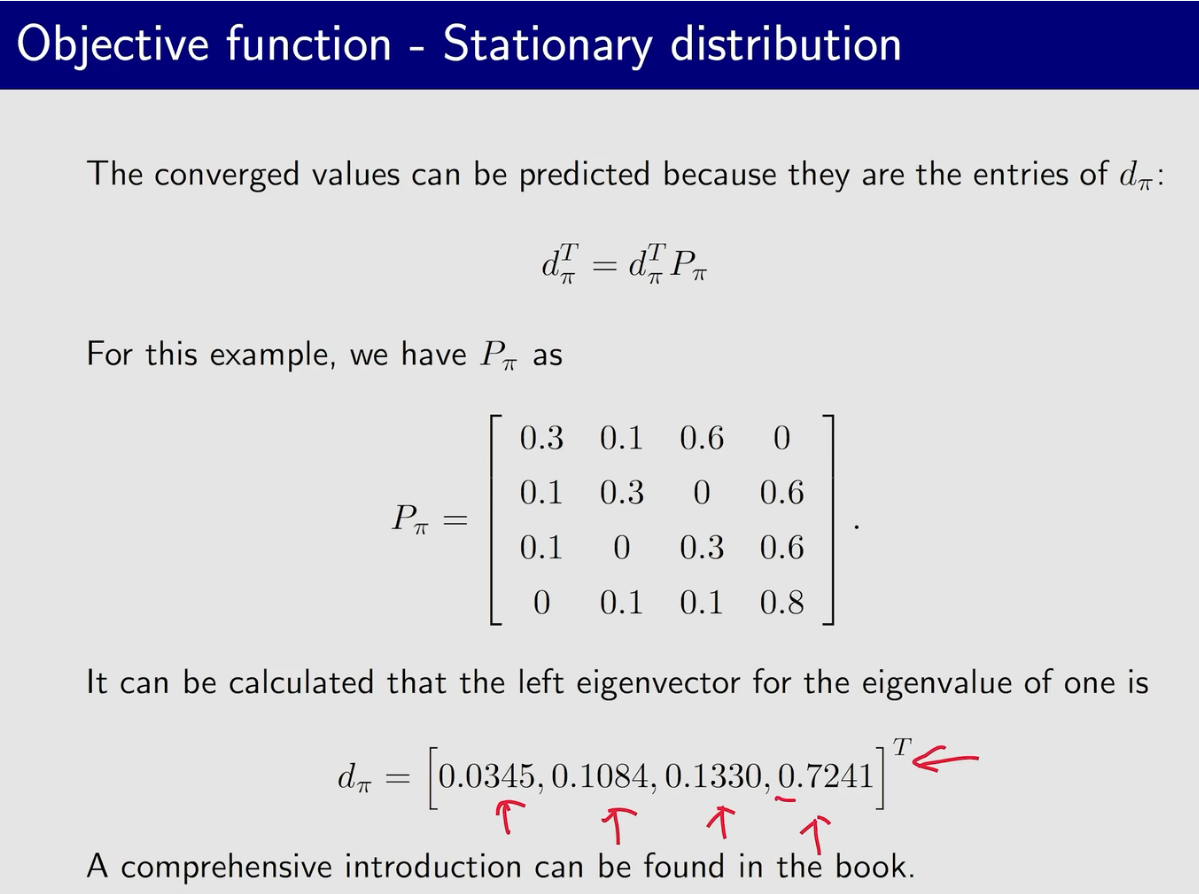 Objective function - Stationary distribution
The converged values can be predicted because they are the entries of $d_\pi$:
$d_\pi^T = d_\pi^T P_\pi$
For this example, we have $P_\pi$ as
$P_\pi = \begin{bmatrix} 0.3 & 0.1 & 0.6 & 0 \\ 0.1 & 0.3 & 0 & 0.6 \\ 0.1 & 0 & 0.3 & 0.6 \\ 0 & 0.1 & 0.1 & 0.8 \end{bmatrix}.$
It can be calculated that the left eigenvector for the eigenvalue of one is
$d_\pi = \left[0.0345, 0.1084, 0.1330, 0.7241\right]^T$
A comprehensive introduction can be found in the book.